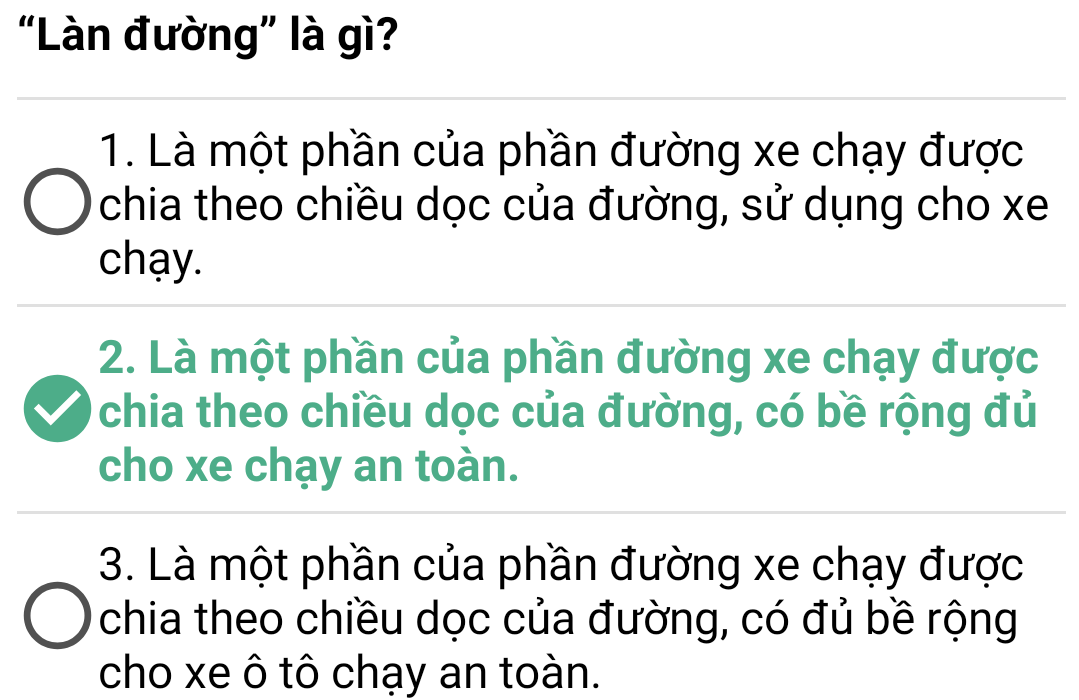 “Làn đường” là gì?
1. Là một phần của phần đường xe chạy được
chia theo chiều dọc của đường, sử dụng cho xe
chạy.
2. Là một phần của phần đường xe chạy được
chia theo chiều dọc của đường, có bề rộng đủ
cho xe chạy an toàn.
3. Là một phần của phần đường xe chạy được
chia theo chiều dọc của đường, có đủ bề rộng
cho xe ô tô chạy an toàn.